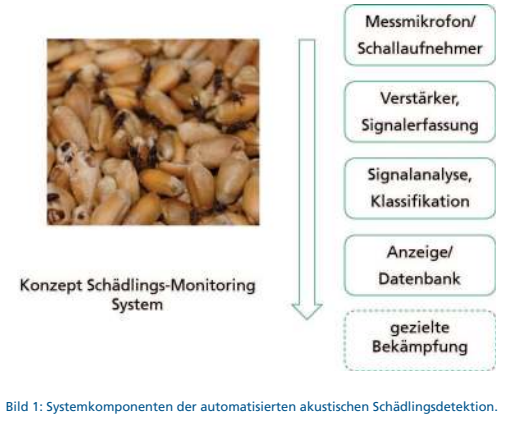 Messmikrofon/
Schallaufnehmer
Verstärker,
Signalerfassung
Signalanalyse,
Klassifikation
Anzeige/
Datenbank
gezielte
Bekämpfung
Konzept Schädlings-Monitoring
System
Bild 1: Systemkomponenten der automatisierten akustischen Schädlingsdetektion.